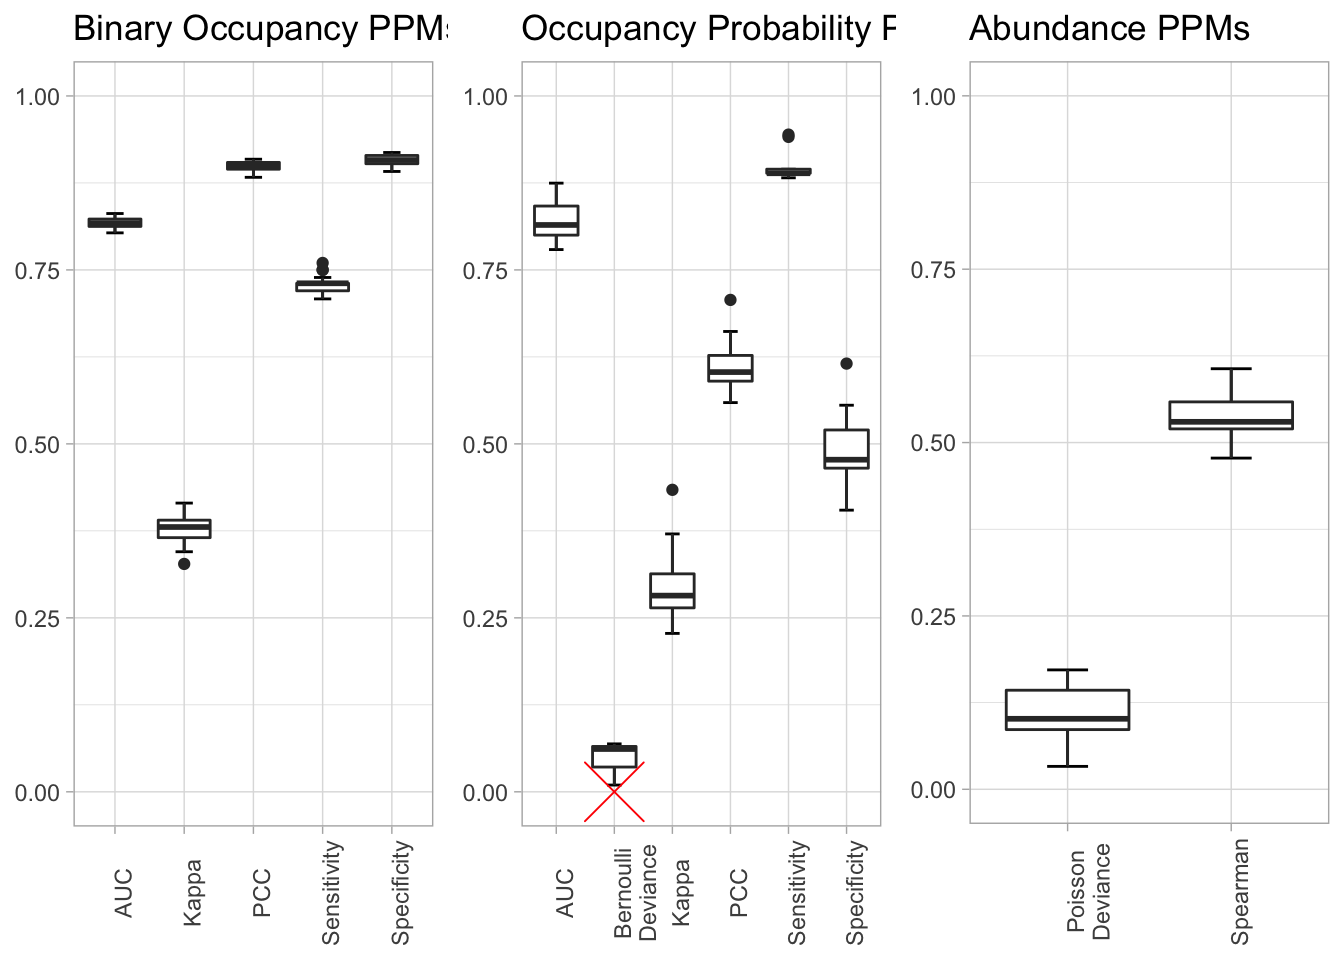 Binary Occupancy PPMs
Occupancy Probability P
Abundance PPMs
1.00
0.75
0.50
0.25
0.00
AUC
Kappa
PCC
Sensitivity
Specificity
1.00
0.75
0.50
0.25
0.00
AUC
Bernoulli
Deviance
Kappa
PCC
Sensitivity
Specificity
1.00
0.75
0.50
0.25
0.00
Poisson
Deviance
Spearman